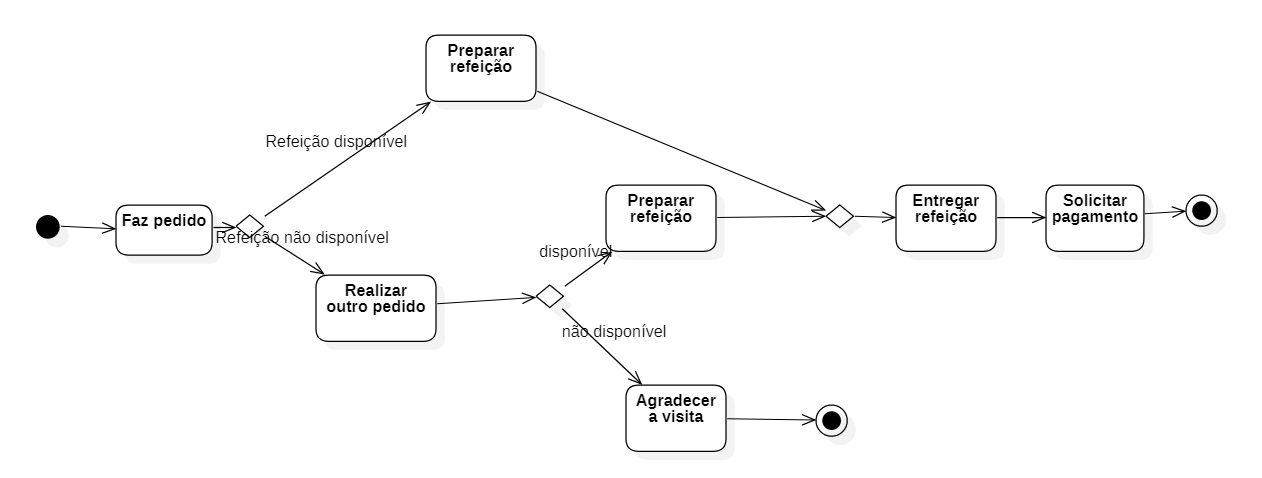 Preparar
refeição
Refeição disponível
Faz pedido
Refeição não disponível
Preparar
refeição
Entregar
refeição
Solicitar
pagamento
disponível
Realizar
outro pedido
não disponível
Agradecer
a visita